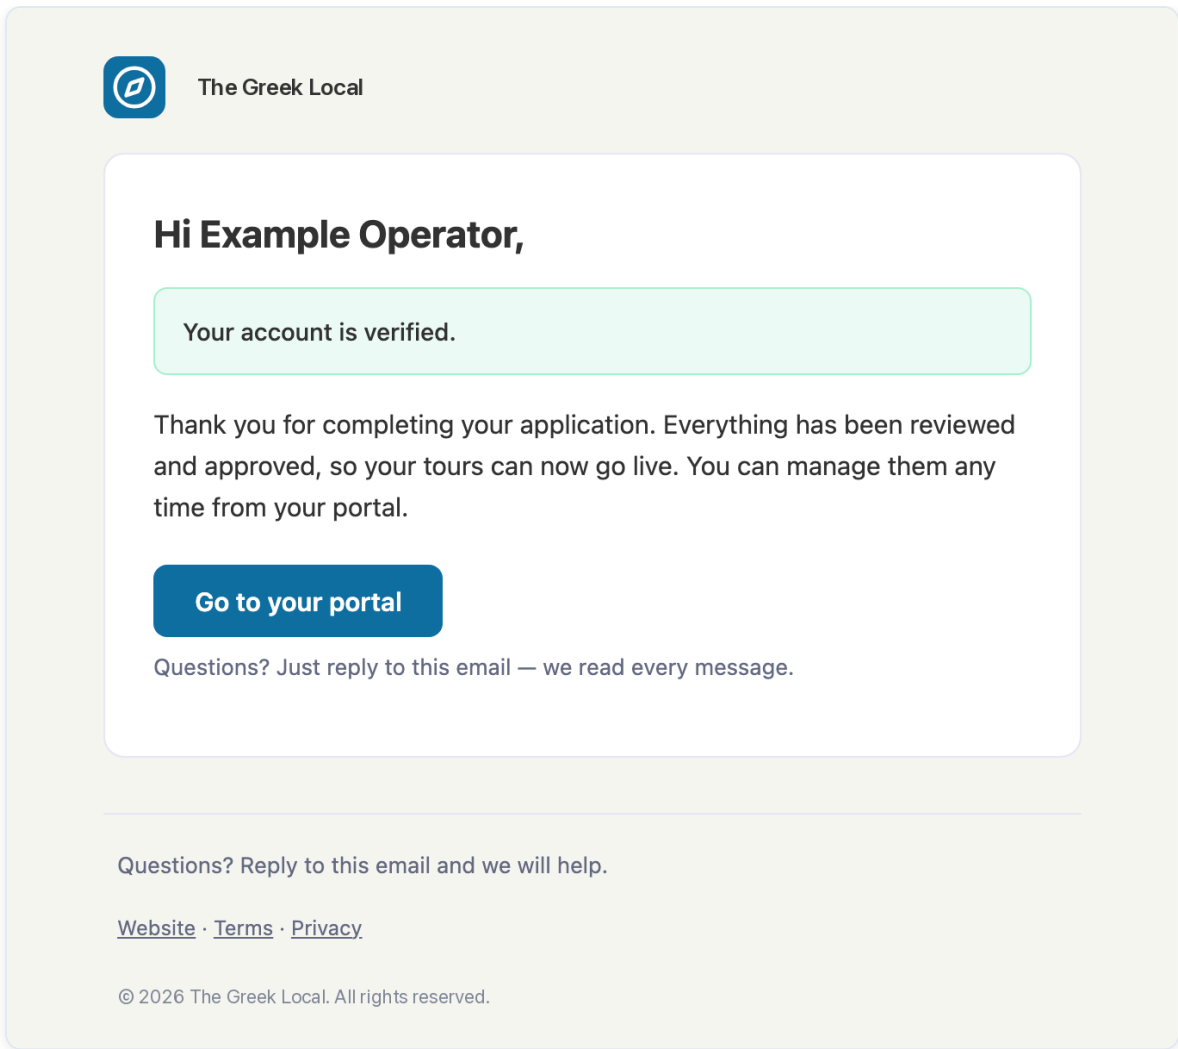 The Greek Local
Hi Example Operator,
Your account is verified.
Thank you for completing your application. Everything has been reviewed
and approved, so your tours can now go live. You can manage them any
time from your portal.
Go to your portal
Questions? Just reply to this email — we read every message.
Questions? Reply to this email and we will help.
Website · Terms · Privacy
© 2026 The Greek Local. All rights reserved.